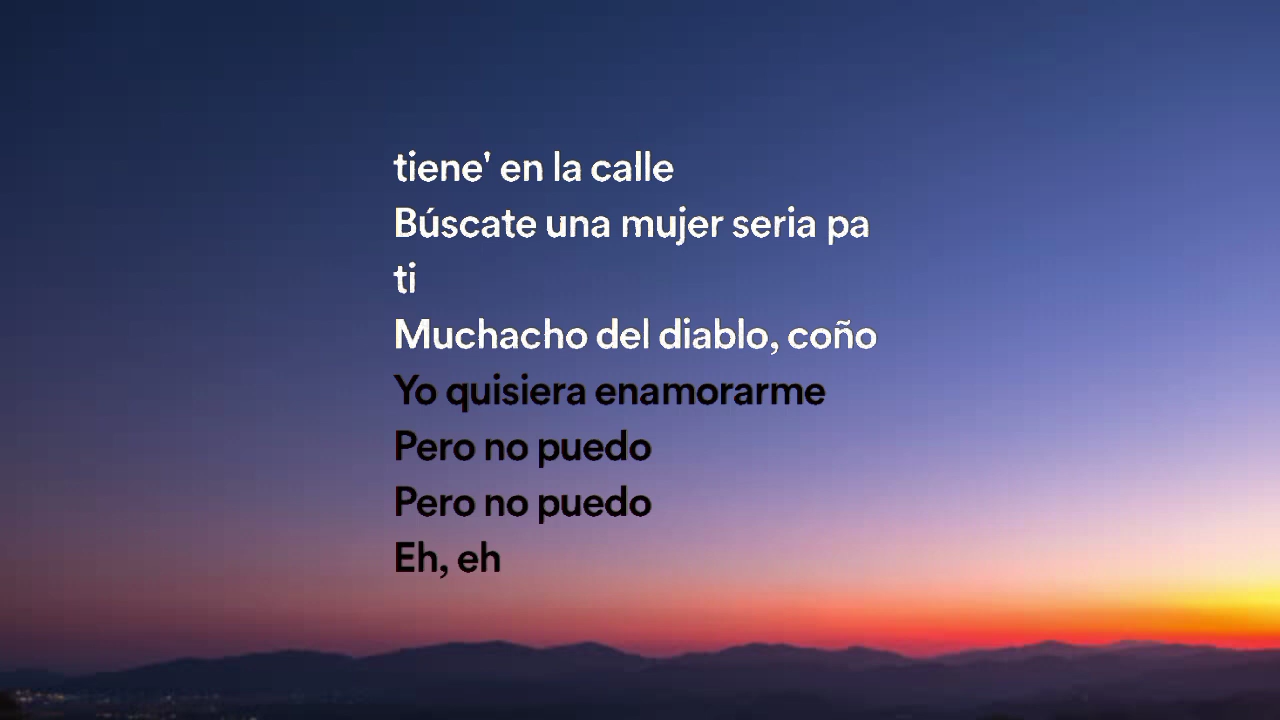 tiene' en la calle
Búscate una mujer seria pa
ti
Muchacho del diablo, coño
Yo quisiera enamorarme
Pero no puedo
Pero no puedo
Eh, eh